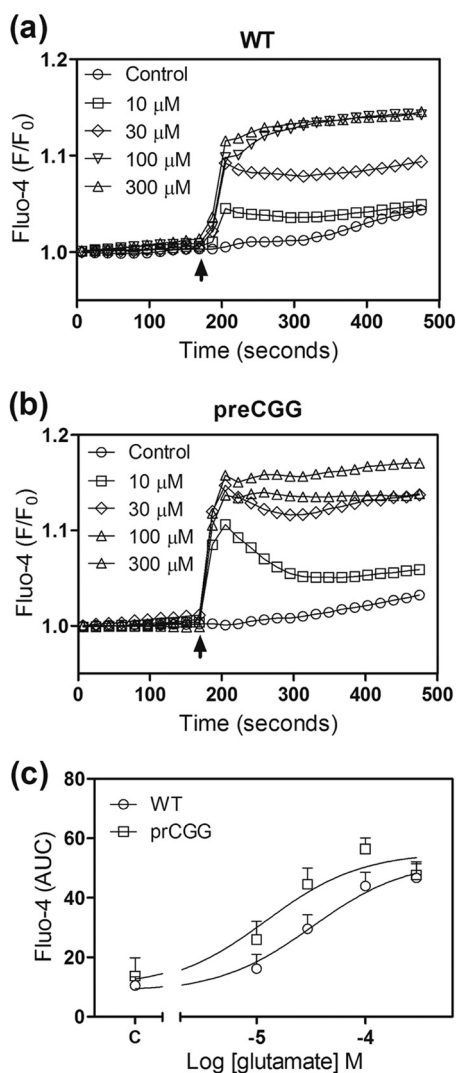 (a)
WT
Fluo-4 (F/F0)
1.2
1.1
1.0
Control
10 μM
30 μM
100 μM
300 μM
0 100 200 300 400 500
Time (seconds)
(b)
preCGG
Fluo-4 (F/F0)
1.2
1.1
1.0
Control
10 μM
30 μM
100 μM
300 μM
0 100 200 300 400 500
Time (seconds)
(c)
Fluo-4 (AUC)
80
60
40
20
0
WT
prCGG
C -5 -4
Log [glutamate] M